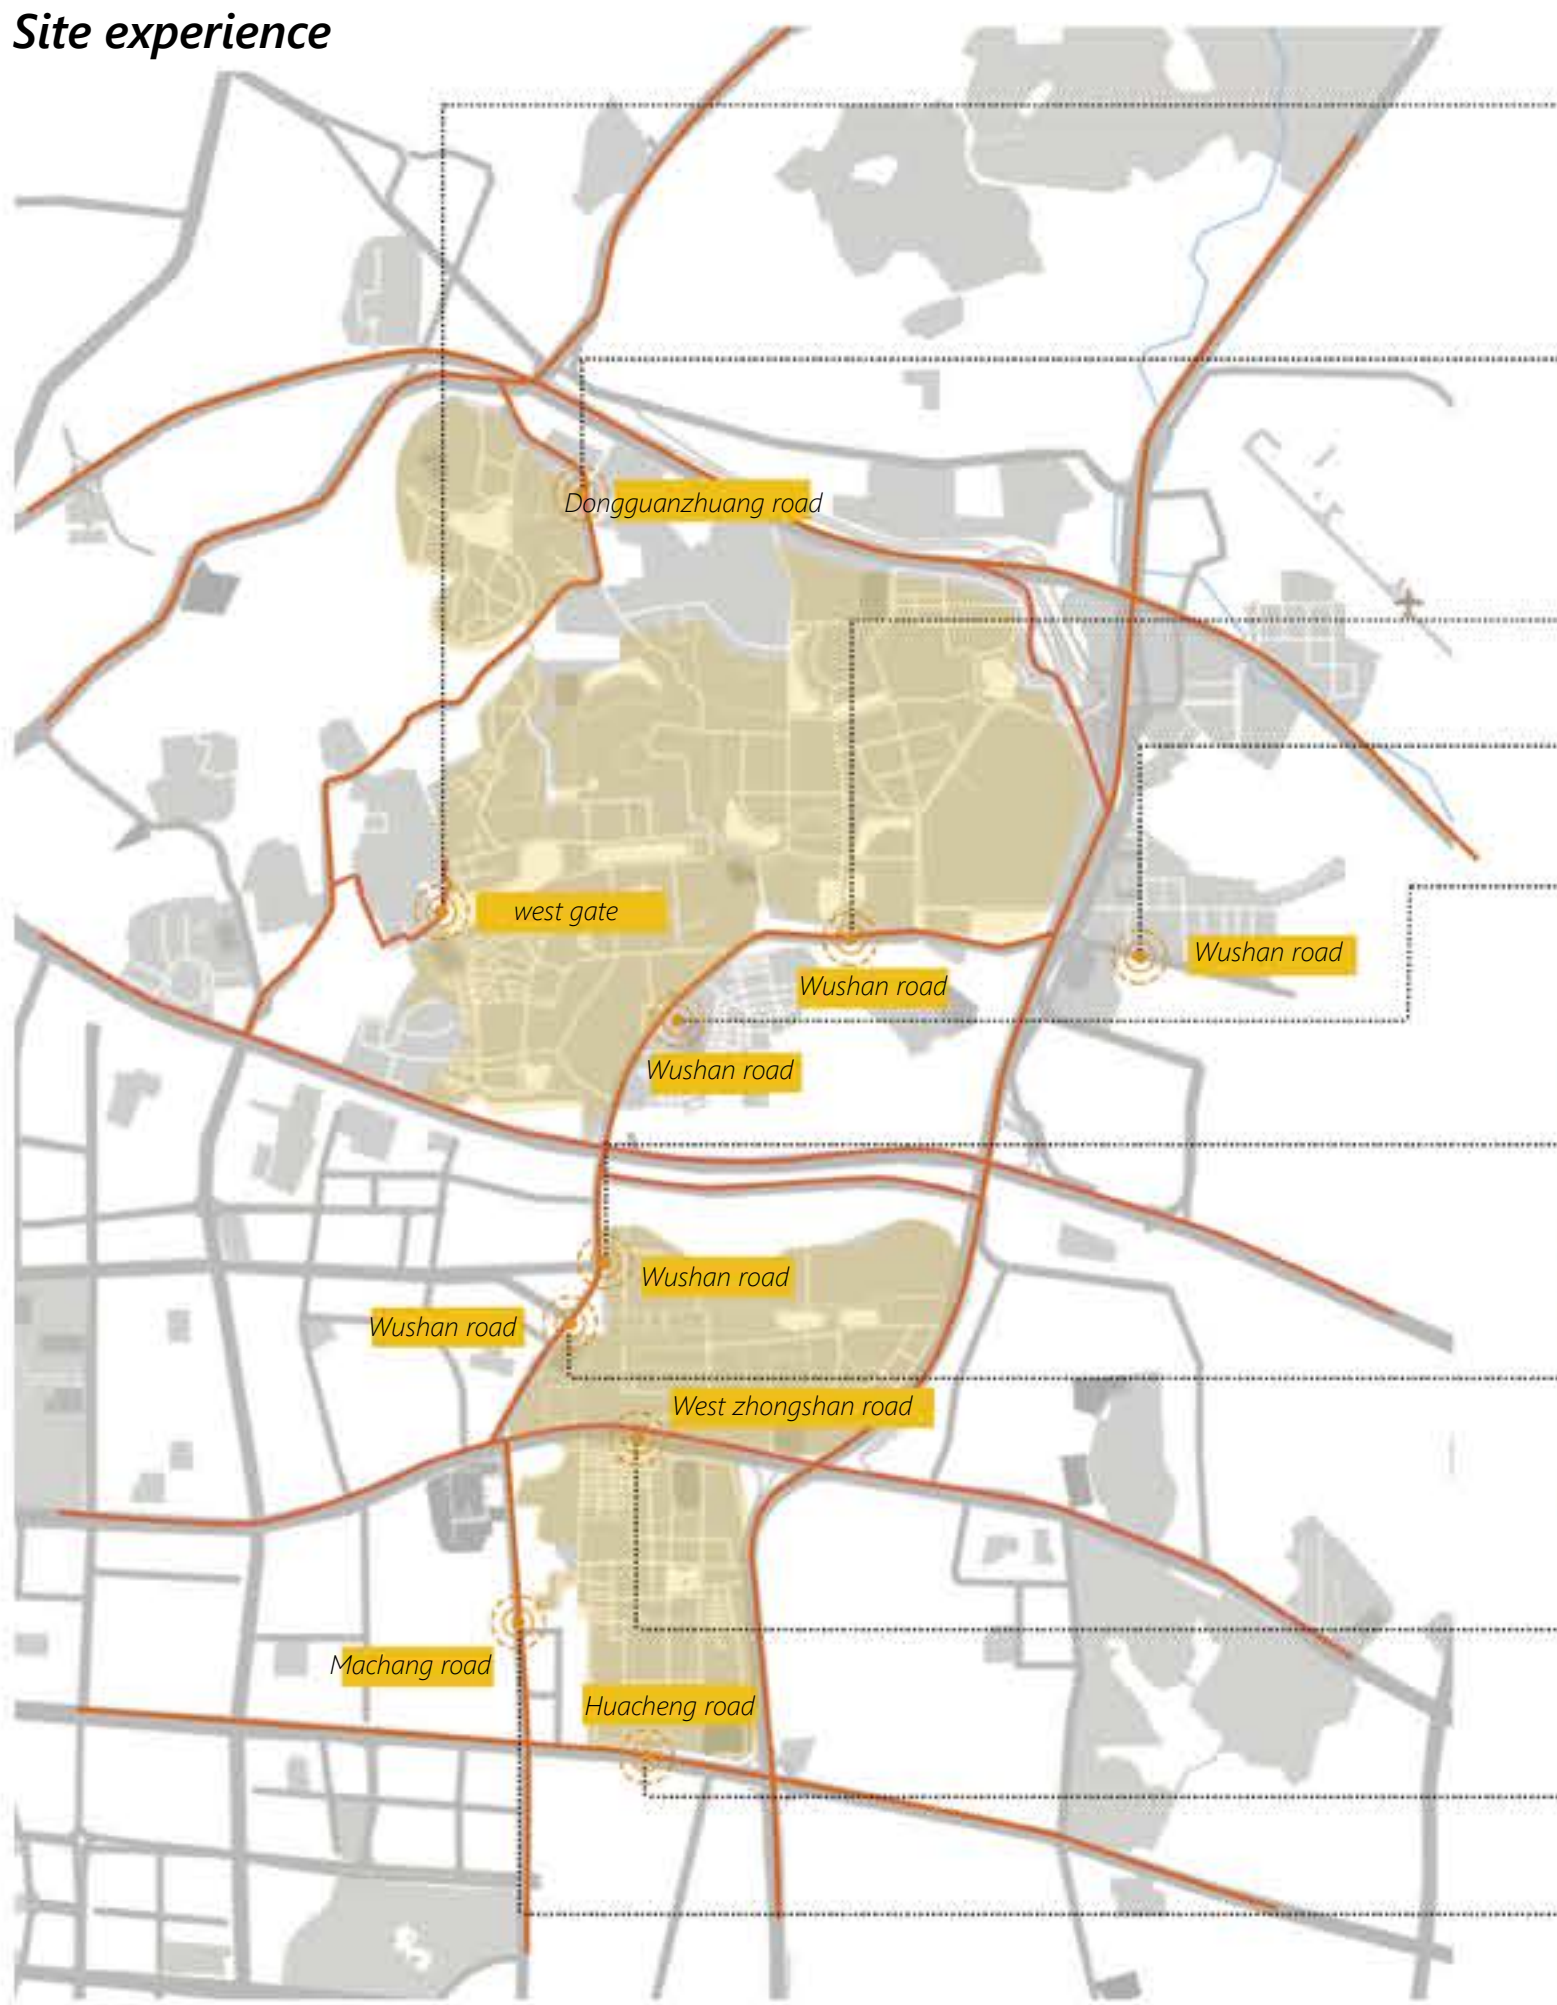 Site experience
Dongguanzhuang road
west gate
Wushan road
Wushan road
Wushan road
Wushan road
Wushan road
West zhongshan road
Machang road
Huacheng road